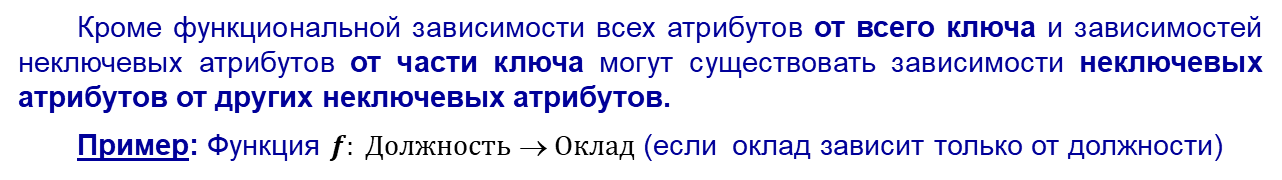 Кроме функциональной зависимости всех атрибутов от всего ключа и зависимостей
неключевых атрибутов от части ключа могут существовать зависимости неключевых
атрибутов от других неключевых атрибутов.
Пример: Функция f: Должность → Оклад (если оклад зависит только от должности)